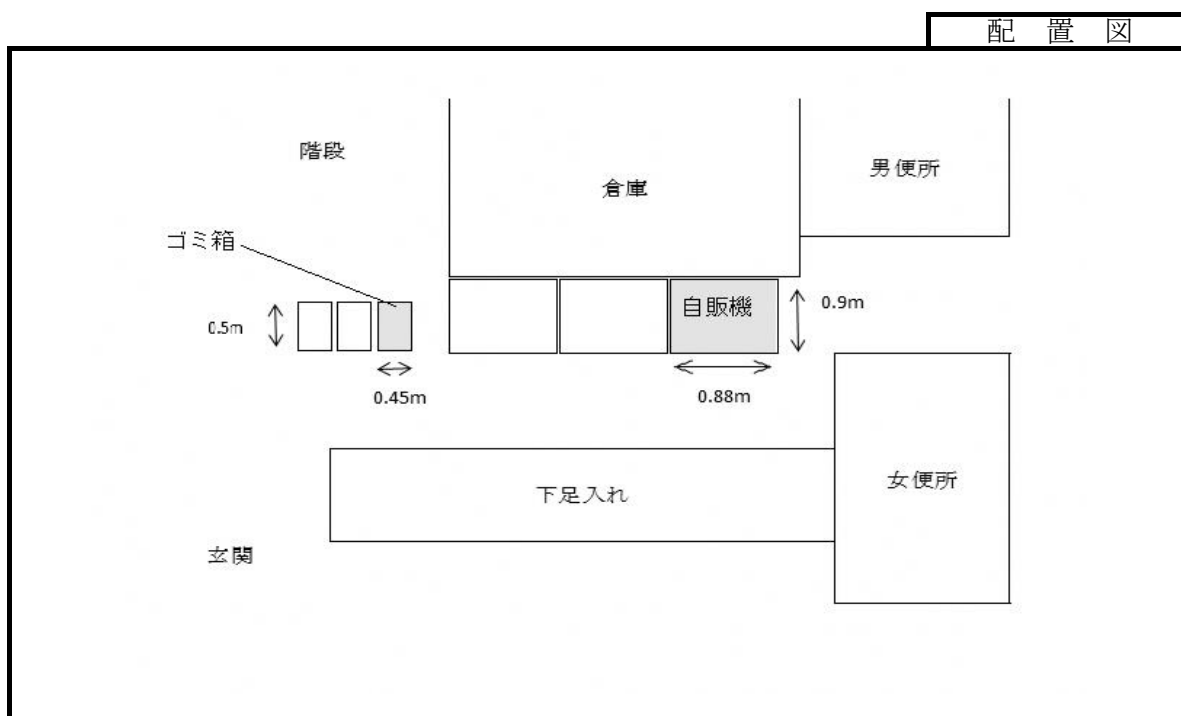 配 置 図
階段
倉庫
男便所
ゴミ箱
自販機
0.9m
0.5m
0.45m
0.88m
下足入れ
女便所
玄関